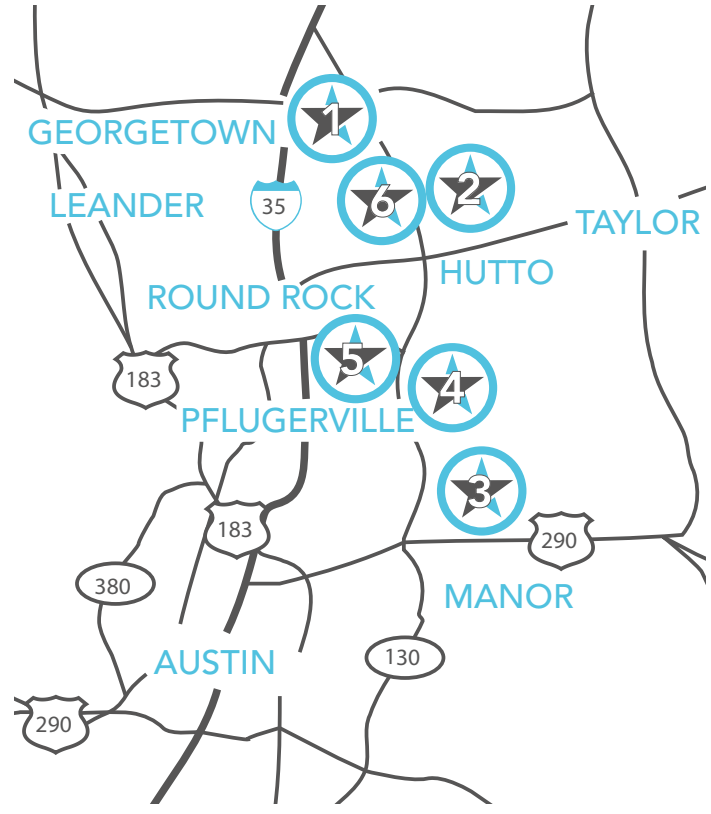 1
GEORGETOWN
6
2
LEANDER
35
TAYLOR
HUTTO
ROUND ROCK
5
183
4
PFLUGERVILLE
3
183
290
380
MANOR
130
AUSTIN
290